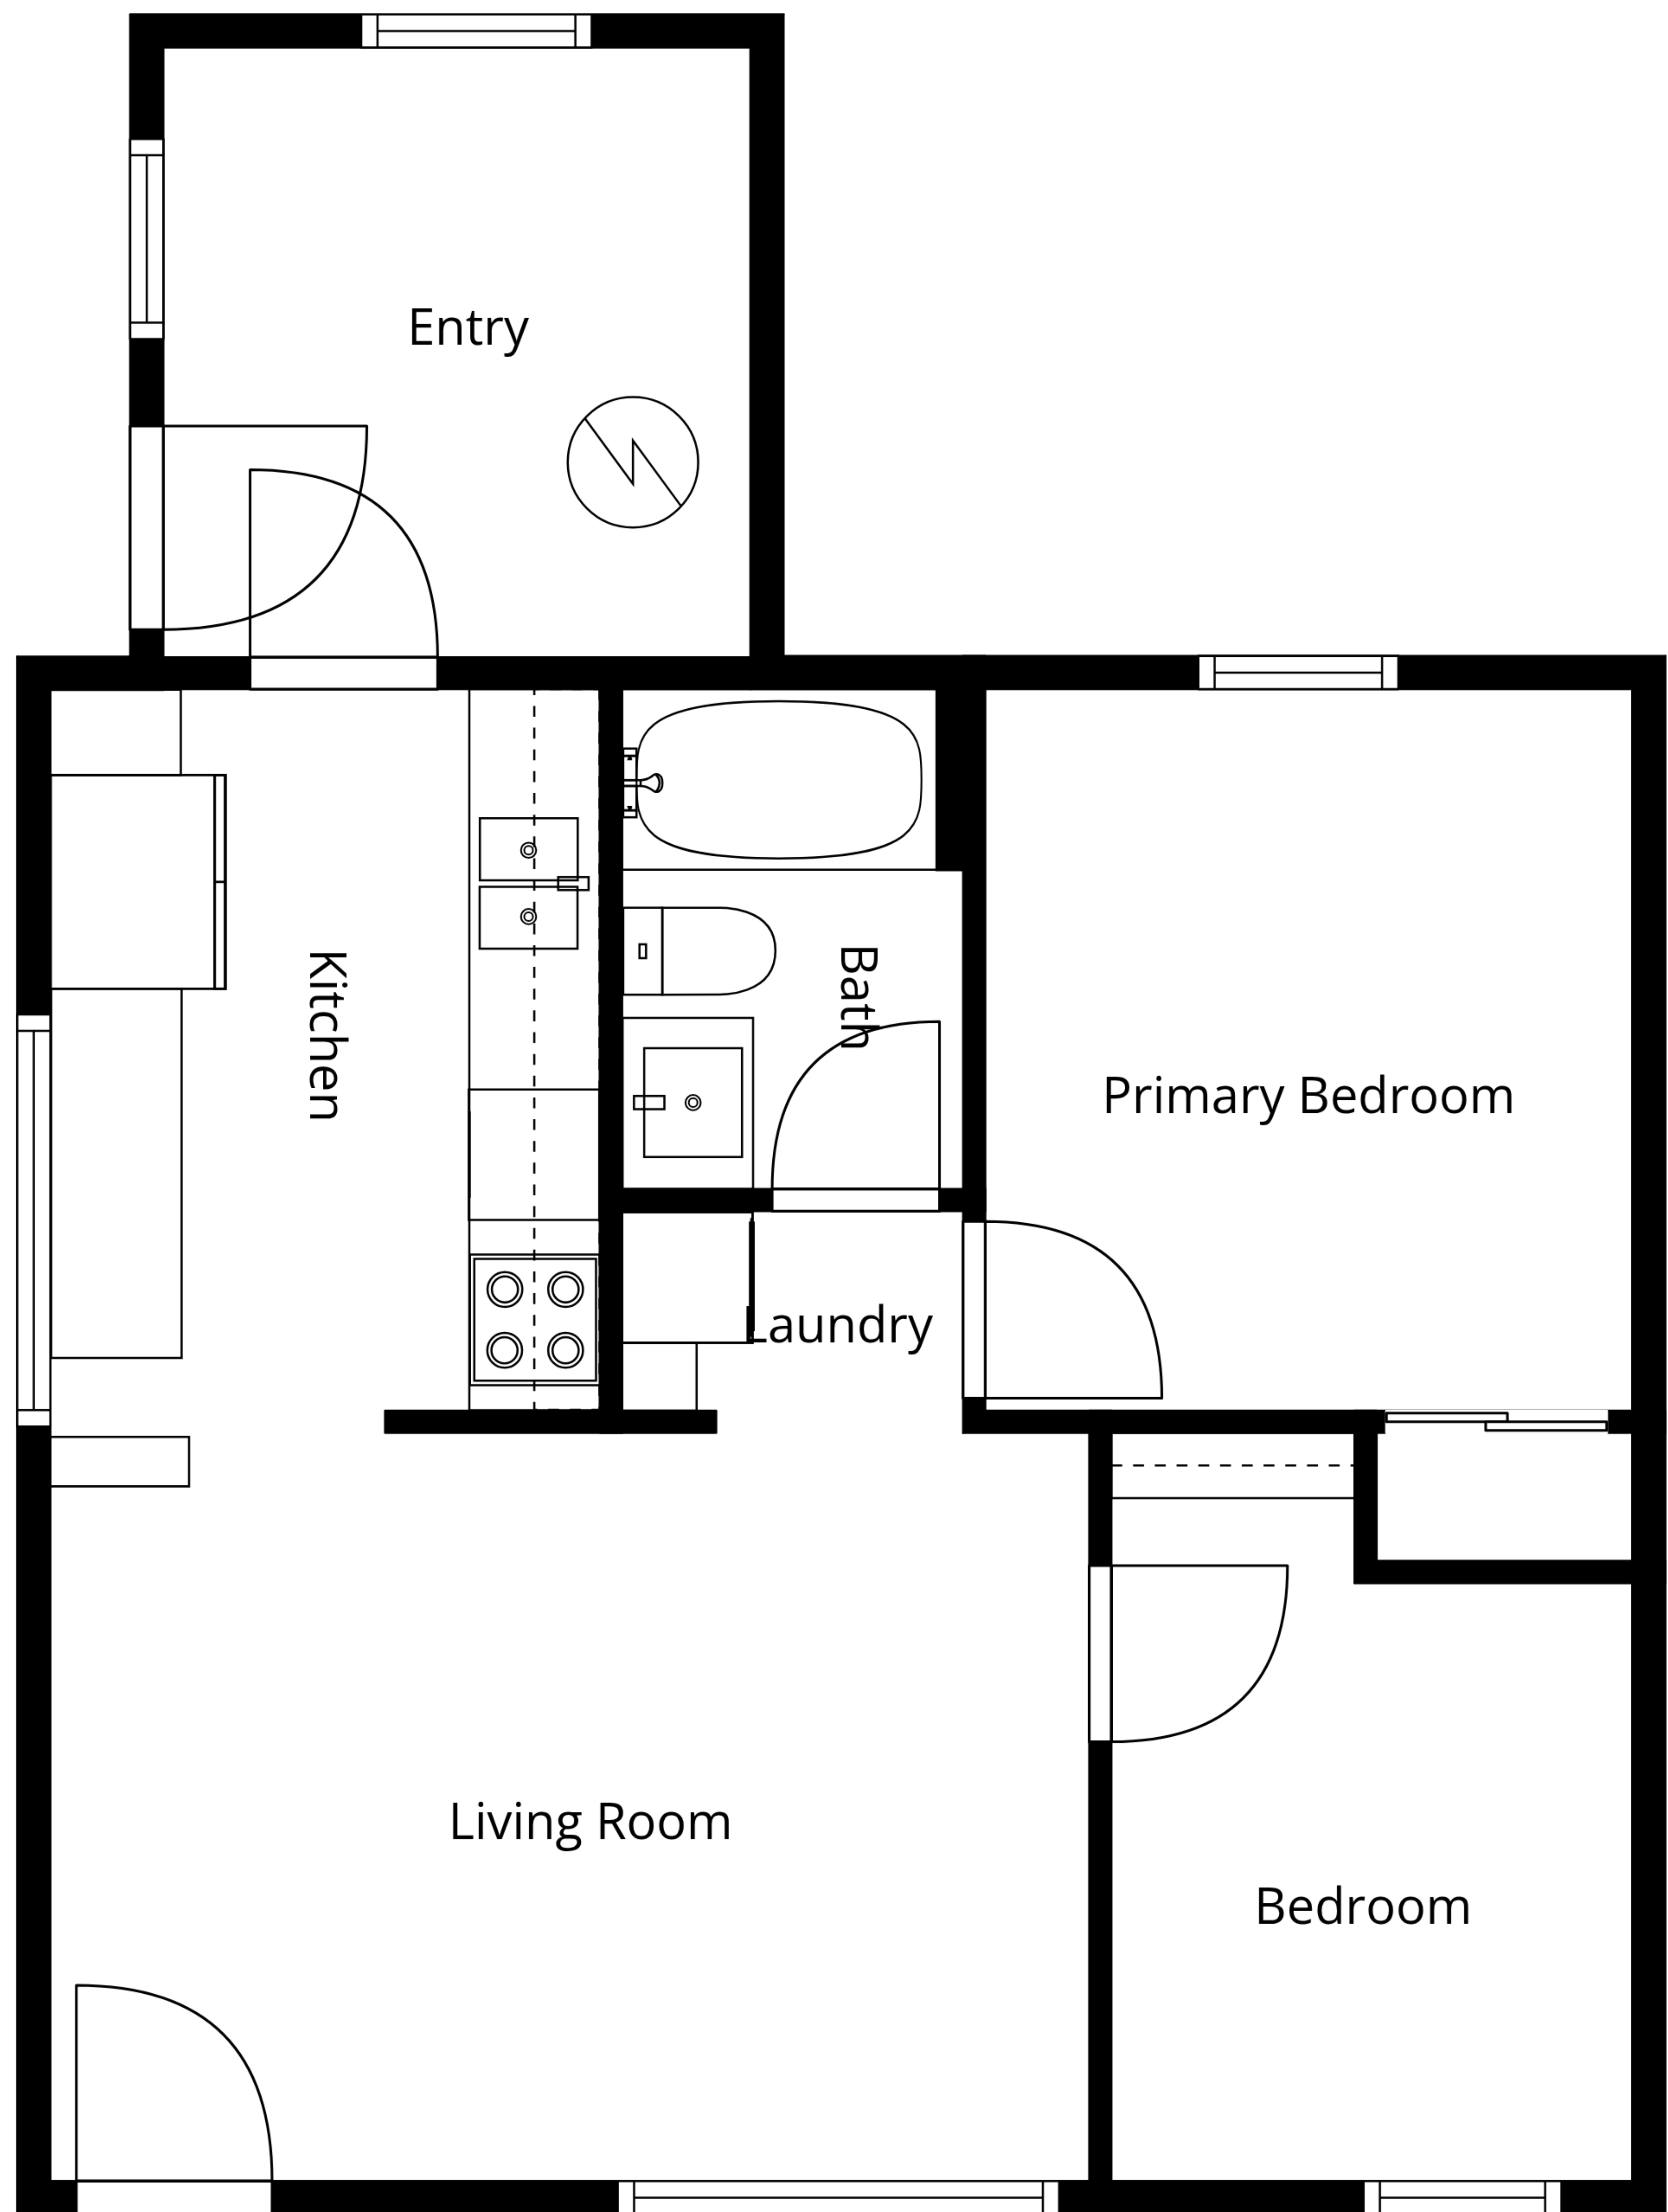 Entry
Kitchen
Bath
Primary Bedroom
Laundry
Living Room
Bedroom